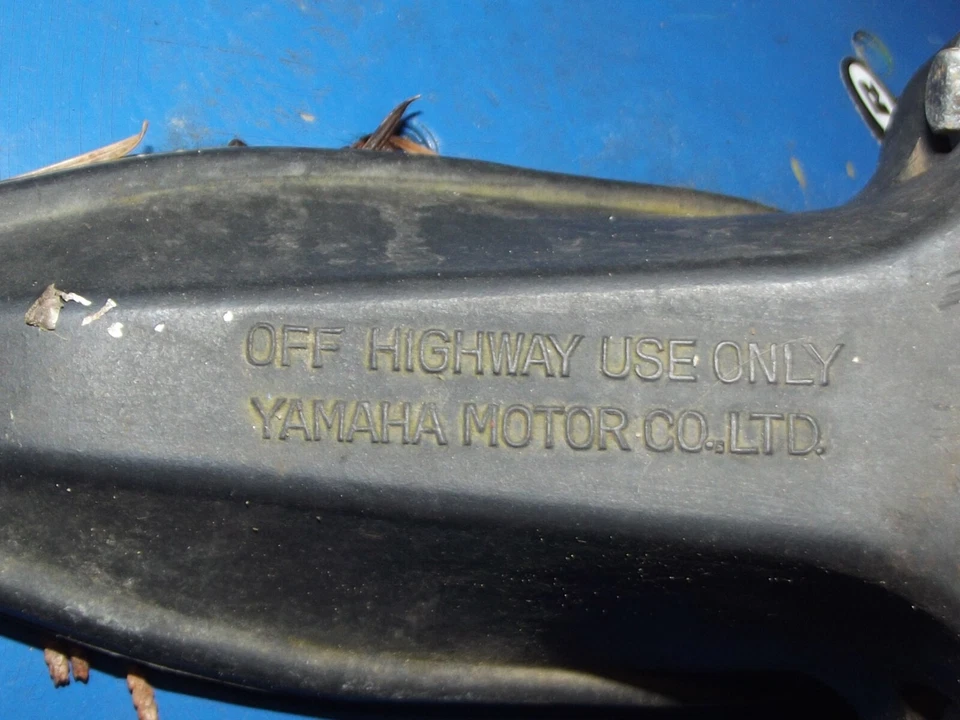 OFF HIGHWAY USE ONLY
YAMAHA MOTOR CO.,LTD.